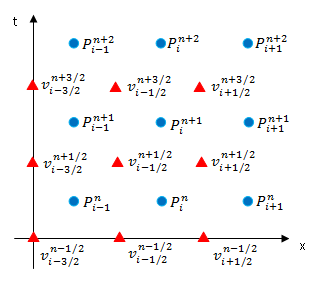 t
P_{i-1}^{n+2} P_{i}^{n+2} P_{i+1}^{n+2}
v_{i-3/2}^{n+3/2} v_{i-1/2}^{n+3/2} v_{i+1/2}^{n+3/2}
P_{i-1}^{n+1} P_{i}^{n+1} P_{i+1}^{n+1}
v_{i-3/2}^{n+1/2} v_{i-1/2}^{n+1/2} v_{i+1/2}^{n+1/2}
P_{i-1}^{n} P_{i}^{n} P_{i+1}^{n}
v_{i-3/2}^{n-1/2} v_{i-1/2}^{n-1/2} v_{i+1/2}^{n-1/2} x